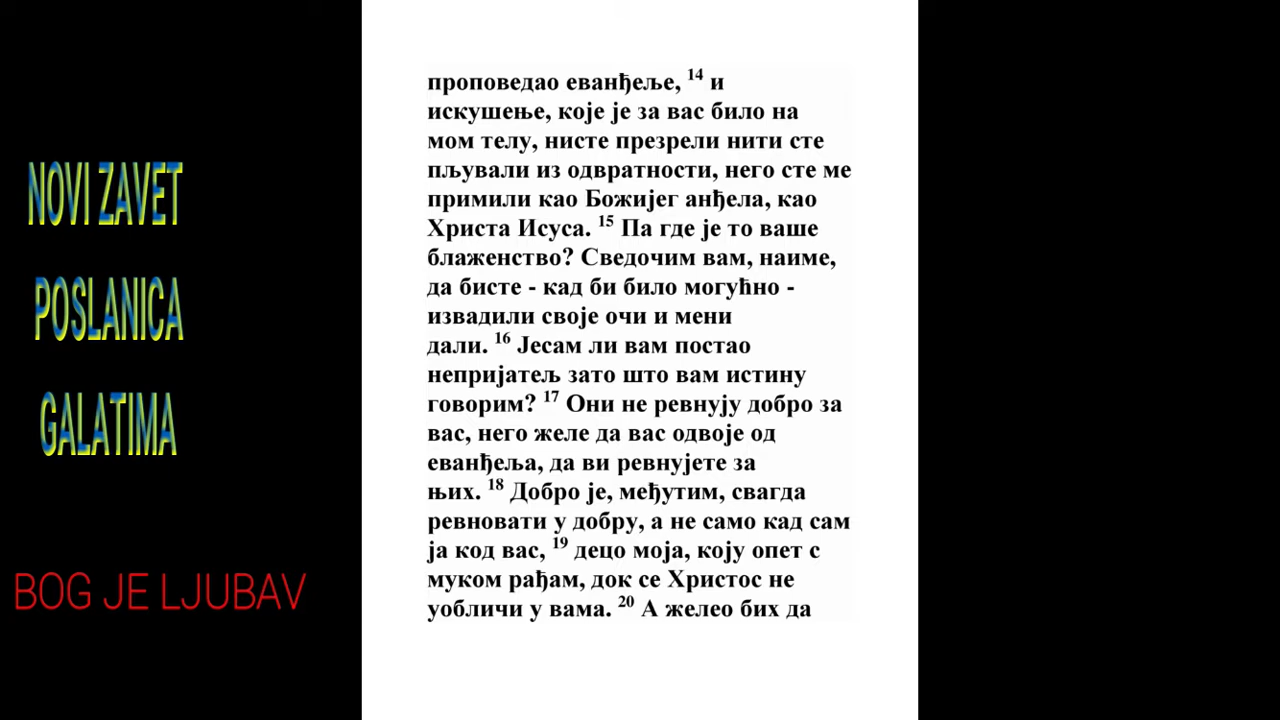 NOVI ZAVET
POSLANICA
GALATIMA
BOG JE LJUBAV
проповедао еванђеље, 14 и
искушење, које је за вас било на
мом телу, нисте презрели нити сте
пљували из одвратности, него сте ме
примили као Божијег анђела, као
Христа Исуса. 15 Па где је то ваше
блаженство? Сведочим вам, наиме,
да бисте - кад би било могућно -
извадили своје очи и мени
дали. 16 Јесам ли вам постао
непријатељ зато што вам истину
говорим? 17 Они не ревнују добро за
вас, него желе да вас одвоје од
еванђеља, да ви ревнујете за
њих. 18 Добро је, међутим, свагда
ревновати у добру, а не само кад сам
ја код вас, 19 децо моја, коју опет с
муком рађам, док се Христос не
уобличи у вама. 20 А желео бих да